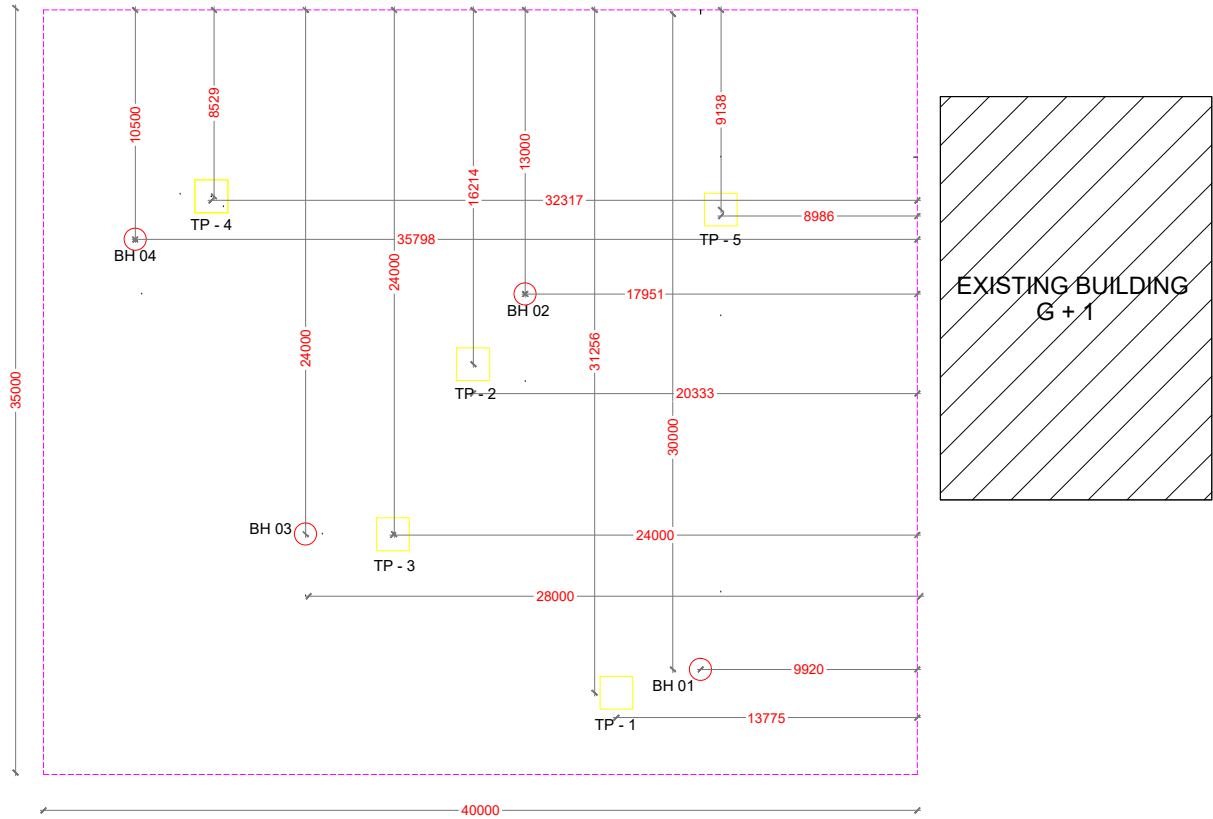 10500
8529
13000
9138
16214
32317
8986
TP - 4
TP - 5
BH 04
35798
24000
EXISTING BUILDING
G + 1
17951
BH 02
24000
31256
35000
TP - 2
20333
30000
BH 03
24000
TP - 3
28000
9920
BH 01
TP - 1
13775
40000